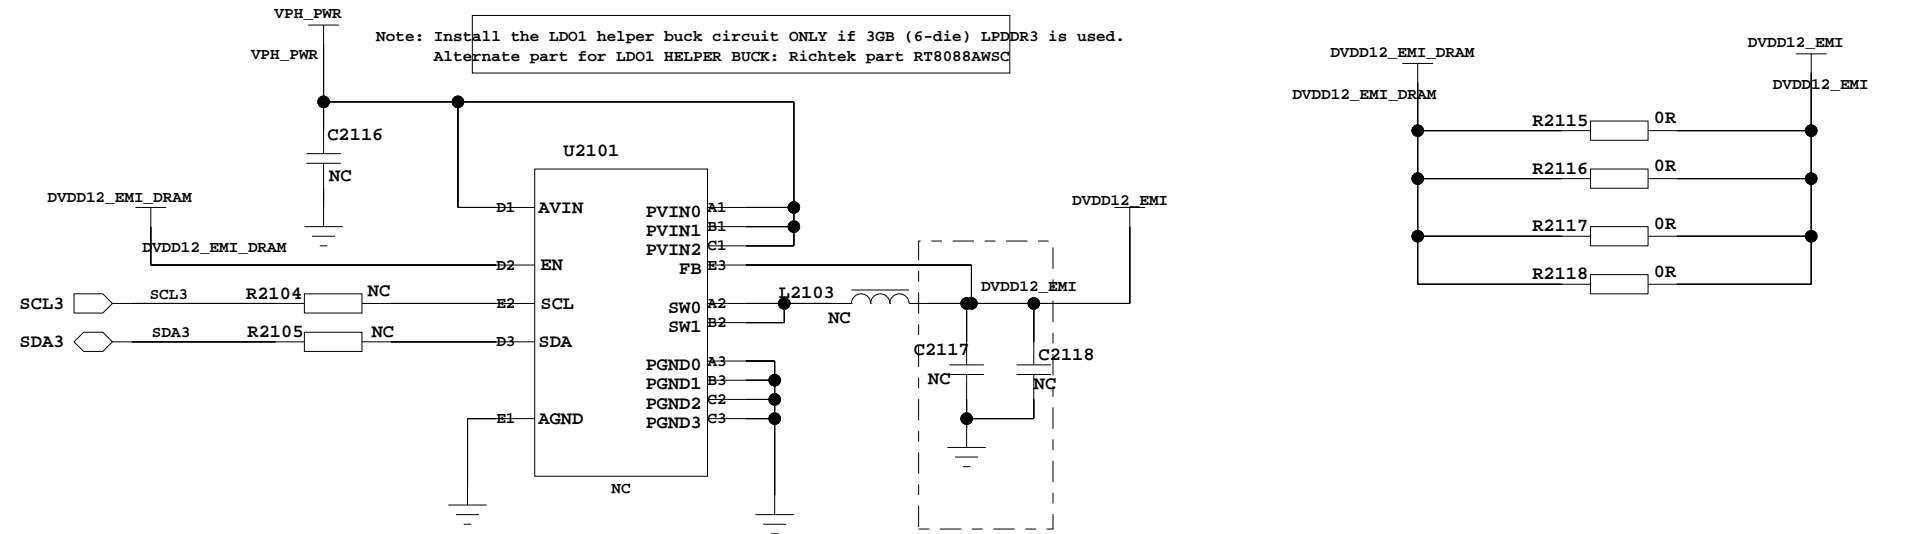 VPH_PWR
VPH_PWR
Note: Install the LDO1 helper buck circuit ONLY if 3GB (6-die) LPDDR3 is used.
Alternate part for LDO1 HELPER BUCK: Richtek part RT8088AWSC
C2116
NC
U2101
DVDD12_EMI_DRAM
DVDD12_EMI_DRAM
D1 AVIN
D2 EN
SCL3 SCL3 R2104 NC E2 SCL
SDA3 SDA3 R2105 NC D3 SDA
E1 AGND
PVIN0 A1
PVIN1 B1
PVIN2 C1
FB E3
SW0 A2
SW1 B2
PGND0 A3
PGND1 B3
PGND2 C2
PGND3 C3
NC
L2103
NC
DVDD12_EMI
DVDD12_EMI
C2117
NC
C2118
NC
DVDD12_EMI_DRAM
DVDD12_EMI_DRAM
DVDD12_EMI
DVDD12_EMI
R2115 0R
R2116 0R
R2117 0R
R2118 0R